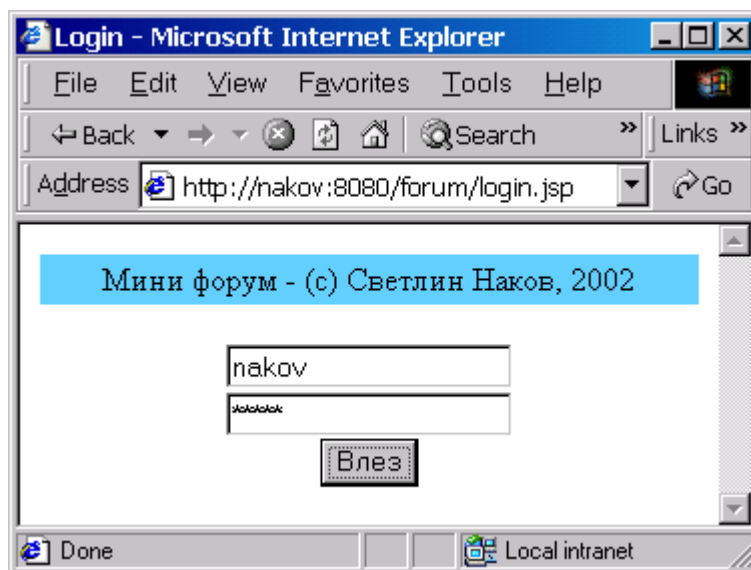 Login - Microsoft Internet Explorer
File Edit View Favorites Tools Help
Back Search » Links »
Address http://nakov:8080/forum/login.jsp Go
Мини форум - (c) Светлин Наков, 2002
nakov
******
Влез
Done Local intranet